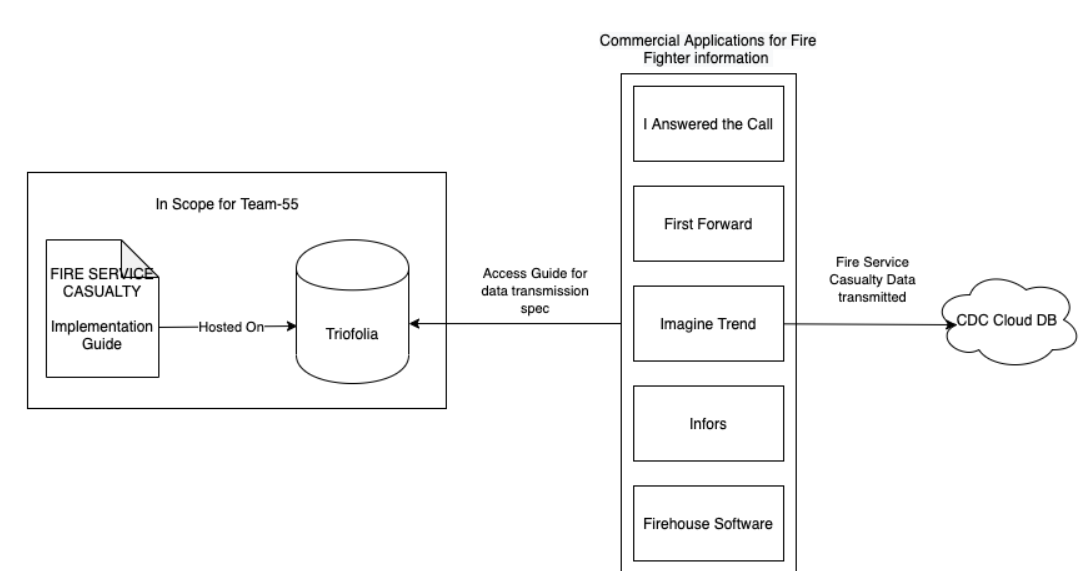 Commercial Applications for Fire
Fighter information
I Answered the Call
In Scope for Team-55
First Forward
FIRE SERVICE
CASUALTY
Implementation
Guide
Hosted On
Triofolia
Access Guide for
data transmission
spec
Imagine Trend
Fire Service
Casualty Data
transmitted
CDC Cloud DB
Infors
Firehouse Software